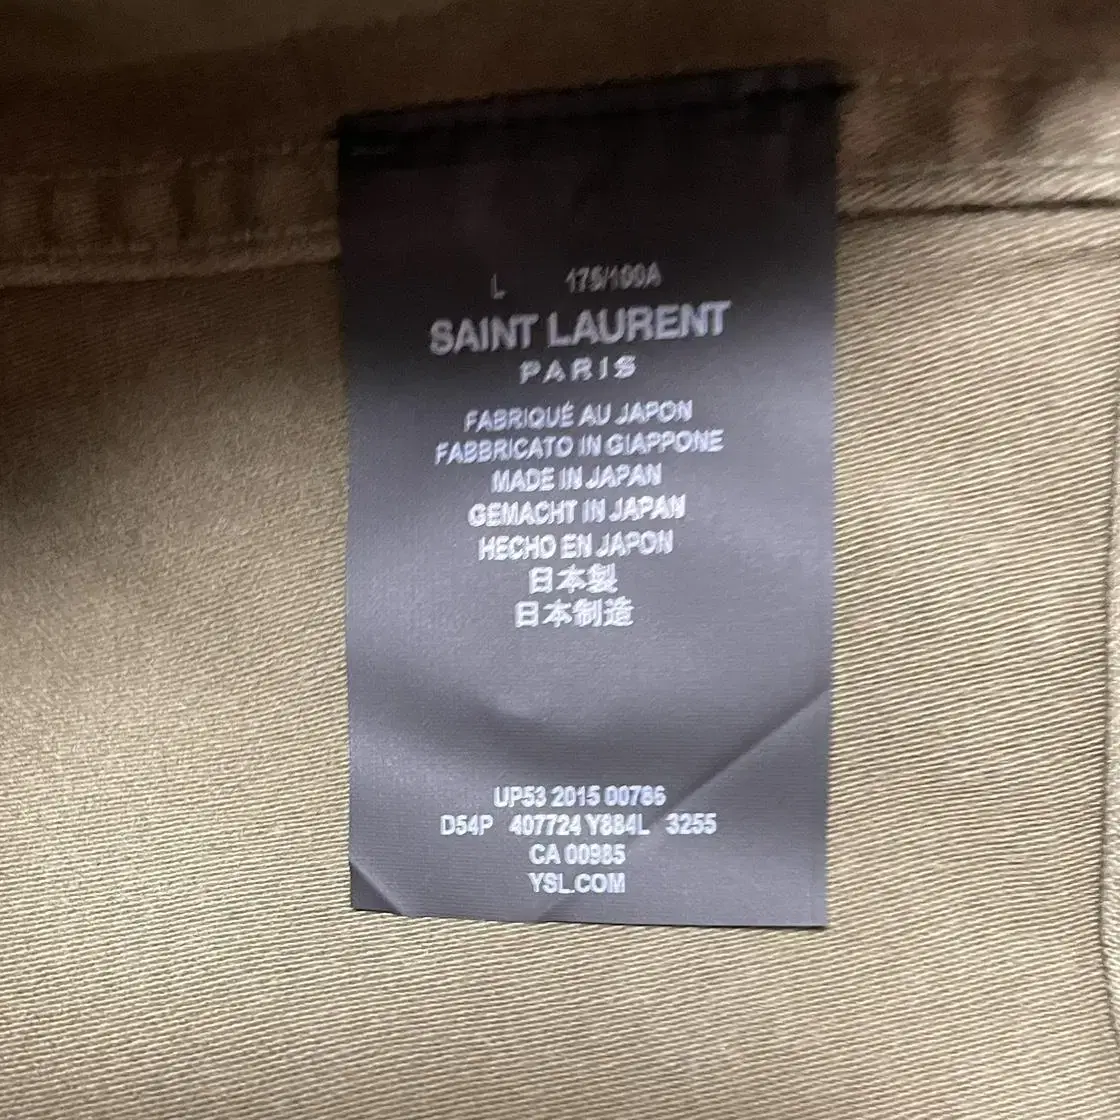 L 175/100A
SAINT LAURENT
PARIS
FABRIQUÉ AU JAPON
FABBRICATO IN GIAPPONE
MADE IN JAPAN
GEMACHT IN JAPAN
HECHO EN JAPON
日本製
日本制造
UP53 2015 00786
D54P 407724 Y884L 3255
CA 00985
YSL.COM